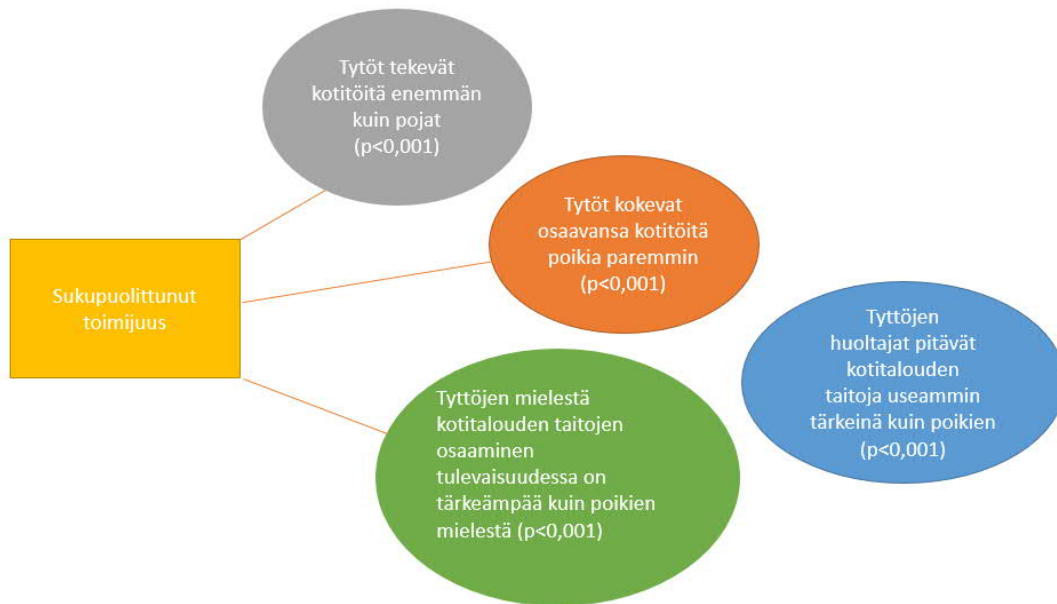 Tytöt tekevät
kotitöitä enemmän
kuin pojat
(p<0,001)
Tytöt kokevat
osaavansa kotitöitä
poikia paremmin
(p<0,001)
Sukupuolittunut
toimijuus
Tyttöjen
huoltajat pitävät
kotitalouden
taitoja useammin
tärkeinä kuin poikien
(p<0,001)
Tyttöjen mielestä
kotitalouden taitojen
osaaminen
tulevaisuudessa on
tärkeämpää kuin poikien
mielestä (p<0,001)